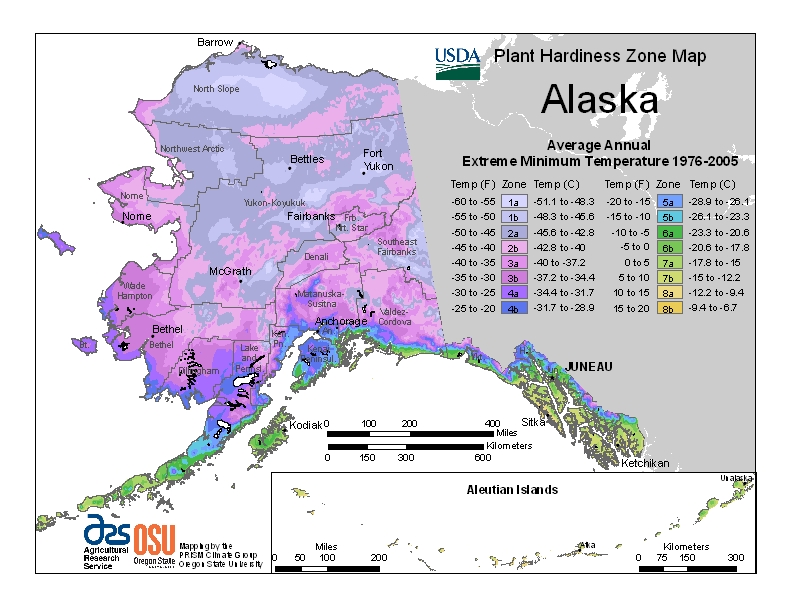 Barrow
USDA Plant Hardiness Zone Map
Alaska
Average Annual
Extreme Minimum Temperature 1976-2005
Temp (F) Zone Temp (C) Temp (F) Zone Temp (C)
-60 to -55 1a -51.1 to -48.3 -20 to -15 5a -28.9 to -26.1
-55 to -50 1b -48.3 to -45.6 -15 to -10 5b -26.1 to -23.3
-50 to -45 2a -45.6 to -42.8 -10 to -5 6a -23.3 to -20.6
-45 to -40 2b -42.8 to -40 -5 to 0 6b -20.6 to -17.8
-40 to -35 3a -40 to -37.2 0 to 5 7a -17.8 to -15
-35 to -30 3b -37.2 to -34.4 5 to 10 7b -15 to -12.2
-30 to -25 4a -34.4 to -31.7 10 to 15 8a -12.2 to -9.4
-25 to -20 4b -31.7 to -28.9 15 to 20 8b -9.4 to -6.7
North Slope
Northwest Arctic
Bettles
Fort
Yukon
Nome
Nome
Yukon-Koyukuk
Fairbanks
Frb.
Nrt. Star
Southeast
Fairbanks
Denali
McGrath
Wade
Hampton
Matanuska-
Susitna
Valdez-
Cordova
Anchorage
An.
Bethel
Bethel
Dillingham
Lake
and
Peninsl.
Ken.
Pn.
Kenai
Peninsul.
JUNEAU
Sitka
Ketchikan
Kodiak
0 100 200 400
Miles
Kilometers
0 150 300 600
Aleutian Islands
Unalaska
Atka
Miles
0 50 100 200
Kilometers
0 75 150 300
ars
Agricultural
Research
Service
OSU
Oregon State
Mapping by the
PRISM Climate Group
Oregon State University